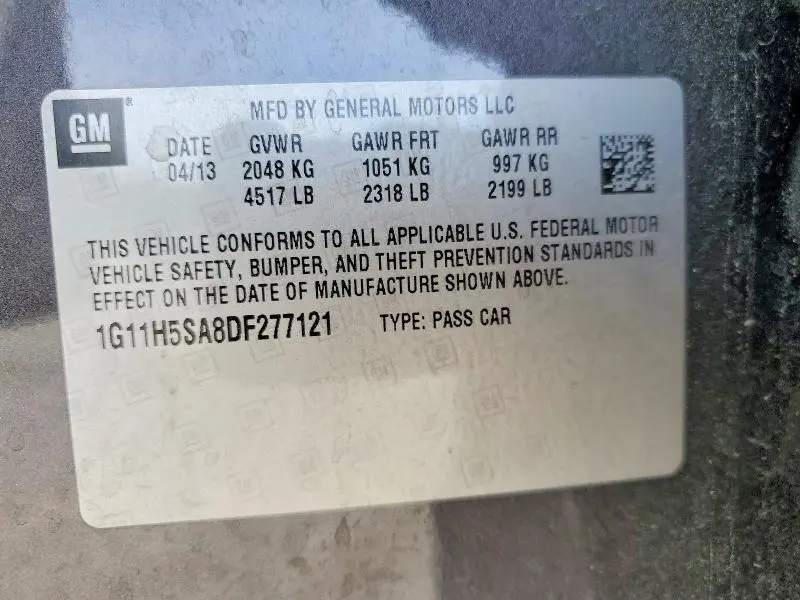 GM
MFD BY GENERAL MOTORS LLC
DATE GVWR GAWR FRT GAWR RR
04/13 2048 KG 1051 KG 997 KG
4517 LB 2318 LB 2199 LB
THIS VEHICLE CONFORMS TO ALL APPLICABLE U.S. FEDERAL MOTOR
VEHICLE SAFETY, BUMPER, AND THEFT PREVENTION STANDARDS IN
EFFECT ON THE DATE OF MANUFACTURE SHOWN ABOVE.
1G11H5SA8DF277121 TYPE: PASS CAR